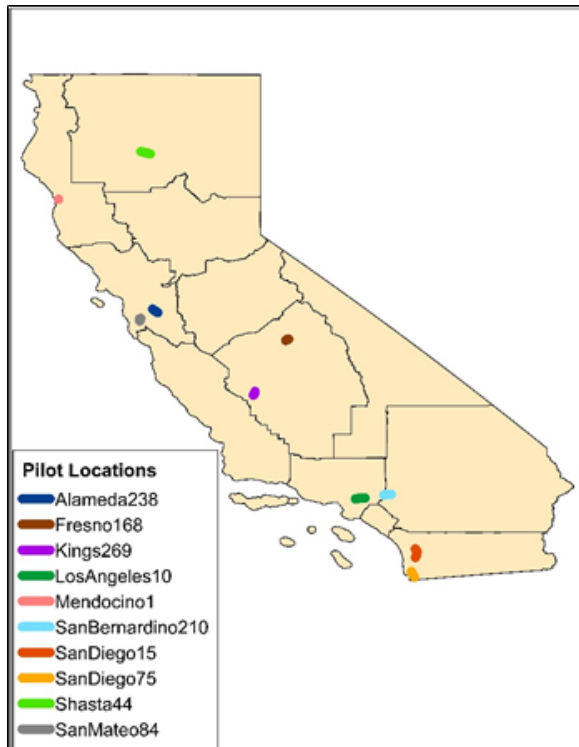 Pilot Locations
Alameda238
Fresno168
Kings269
LosAngeles10
Mendocino1
SanBernardino210
SanDiego15
SanDiego75
Shasta44
SanMateo84